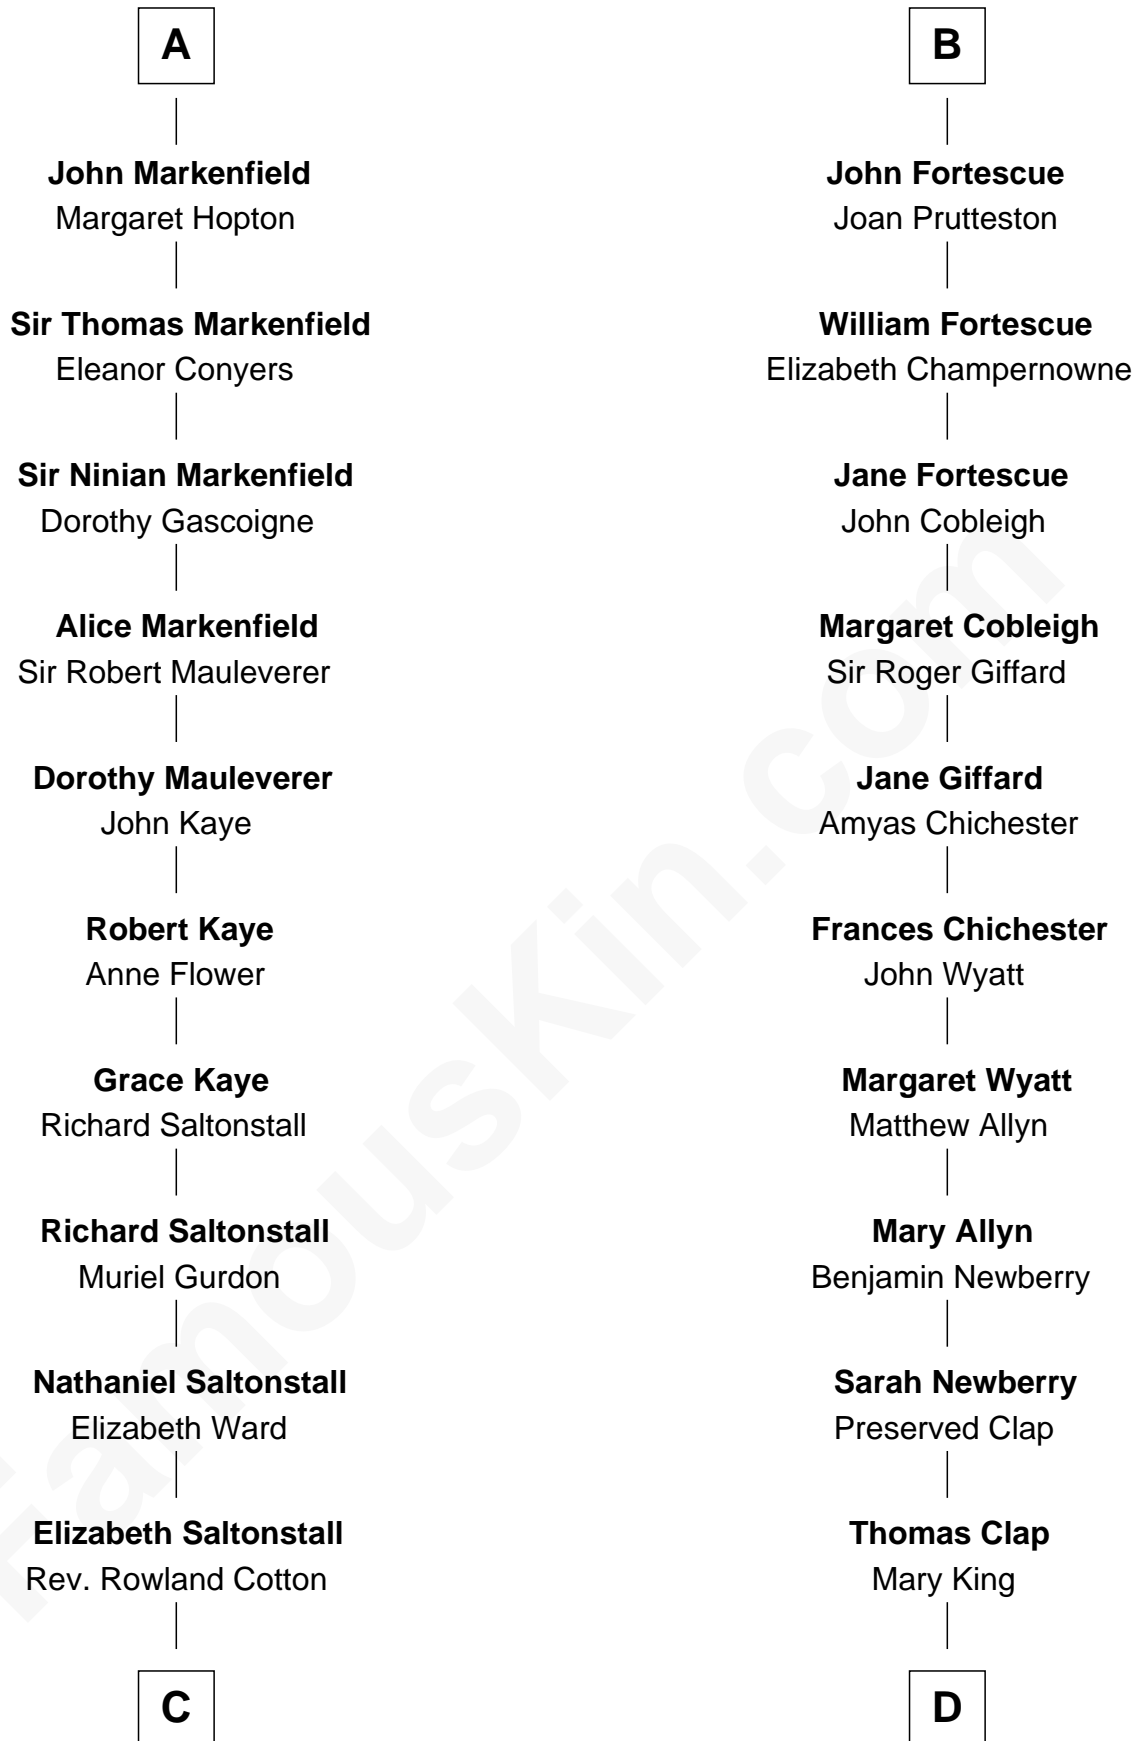 A
John Markenfield
Margaret Hopton
Sir Thomas Markenfield
Eleanor Conyers
Sir Ninian Markenfield
Dorothy Gascoigne
Alice Markenfield
Sir Robert Mauleverer
Dorothy Mauleverer
John Kaye
Robert Kaye
Anne Flower
Grace Kaye
Richard Saltonstall
Richard Saltonstall
Muriel Gurdon
Nathaniel Saltonstall
Elizabeth Ward
Elizabeth Saltonstall
Rev. Rowland Cotton
C
B
John Fortescue
Joan Prutteston
William Fortescue
Elizabeth Champernowne
Jane Fortescue
John Cobleigh
Margaret Cobleigh
Sir Roger Giffard
Jane Giffard
Amyas Chichester
Frances Chichester
John Wyatt
Margaret Wyatt
Matthew Allyn
Mary Allyn
Benjamin Newberry
Sarah Newberry
Preserved Clap
Thomas Clap
Mary King
D
FamousKin.com